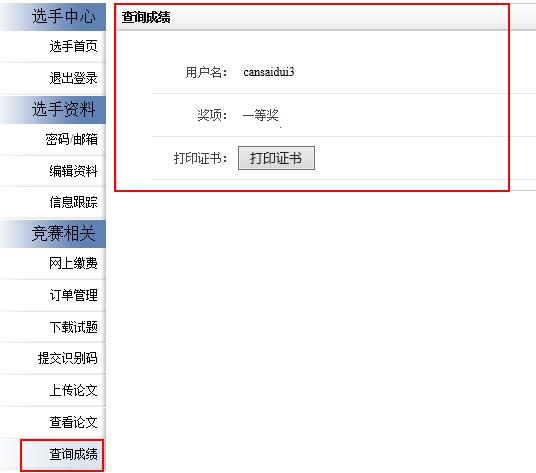 选手中心
选手首页
退出登录
选手资料
密码/邮箱
编辑资料
信息跟踪
竞赛相关
网上缴费
订单管理
下载试题
提交识别码
上传论文
查看论文
查询成绩
查询成绩
用户名： cansaidui3
奖项： 一等奖
打印证书： 打印证书